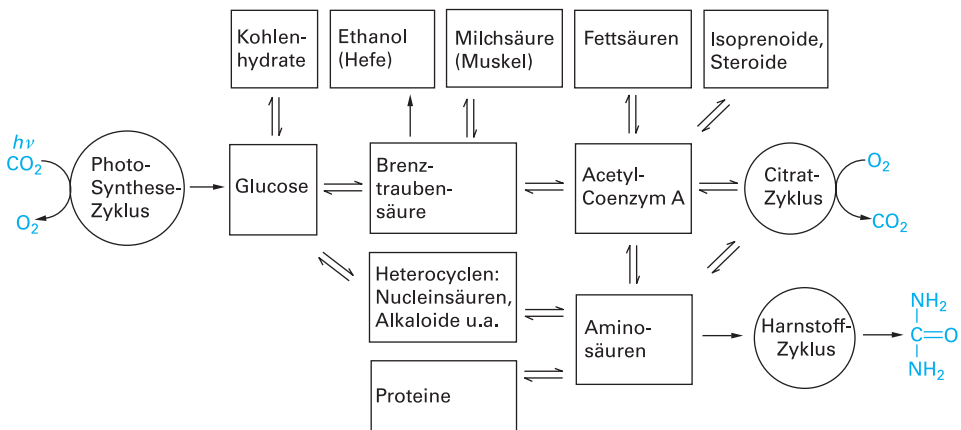 Kohlen-
hydrate
Ethanol
(Hefe)
Milchsäure
(Muskel)
Fettsäuren
Isoprenoide,
Steroide
hν
CO₂
O₂
Photo-
Synthese-
Zyklus
Glucose
Brenz-
trauben-
säure
Acetyl-
Coenzym A
Citrat-
Zyklus
O₂
CO₂
Heterocyclen:
Nucleinsäuren,
Alkaloide u.a.
Proteine
Amino-
säuren
Harnstoff-
Zyklus
NH₂
C=O
NH₂